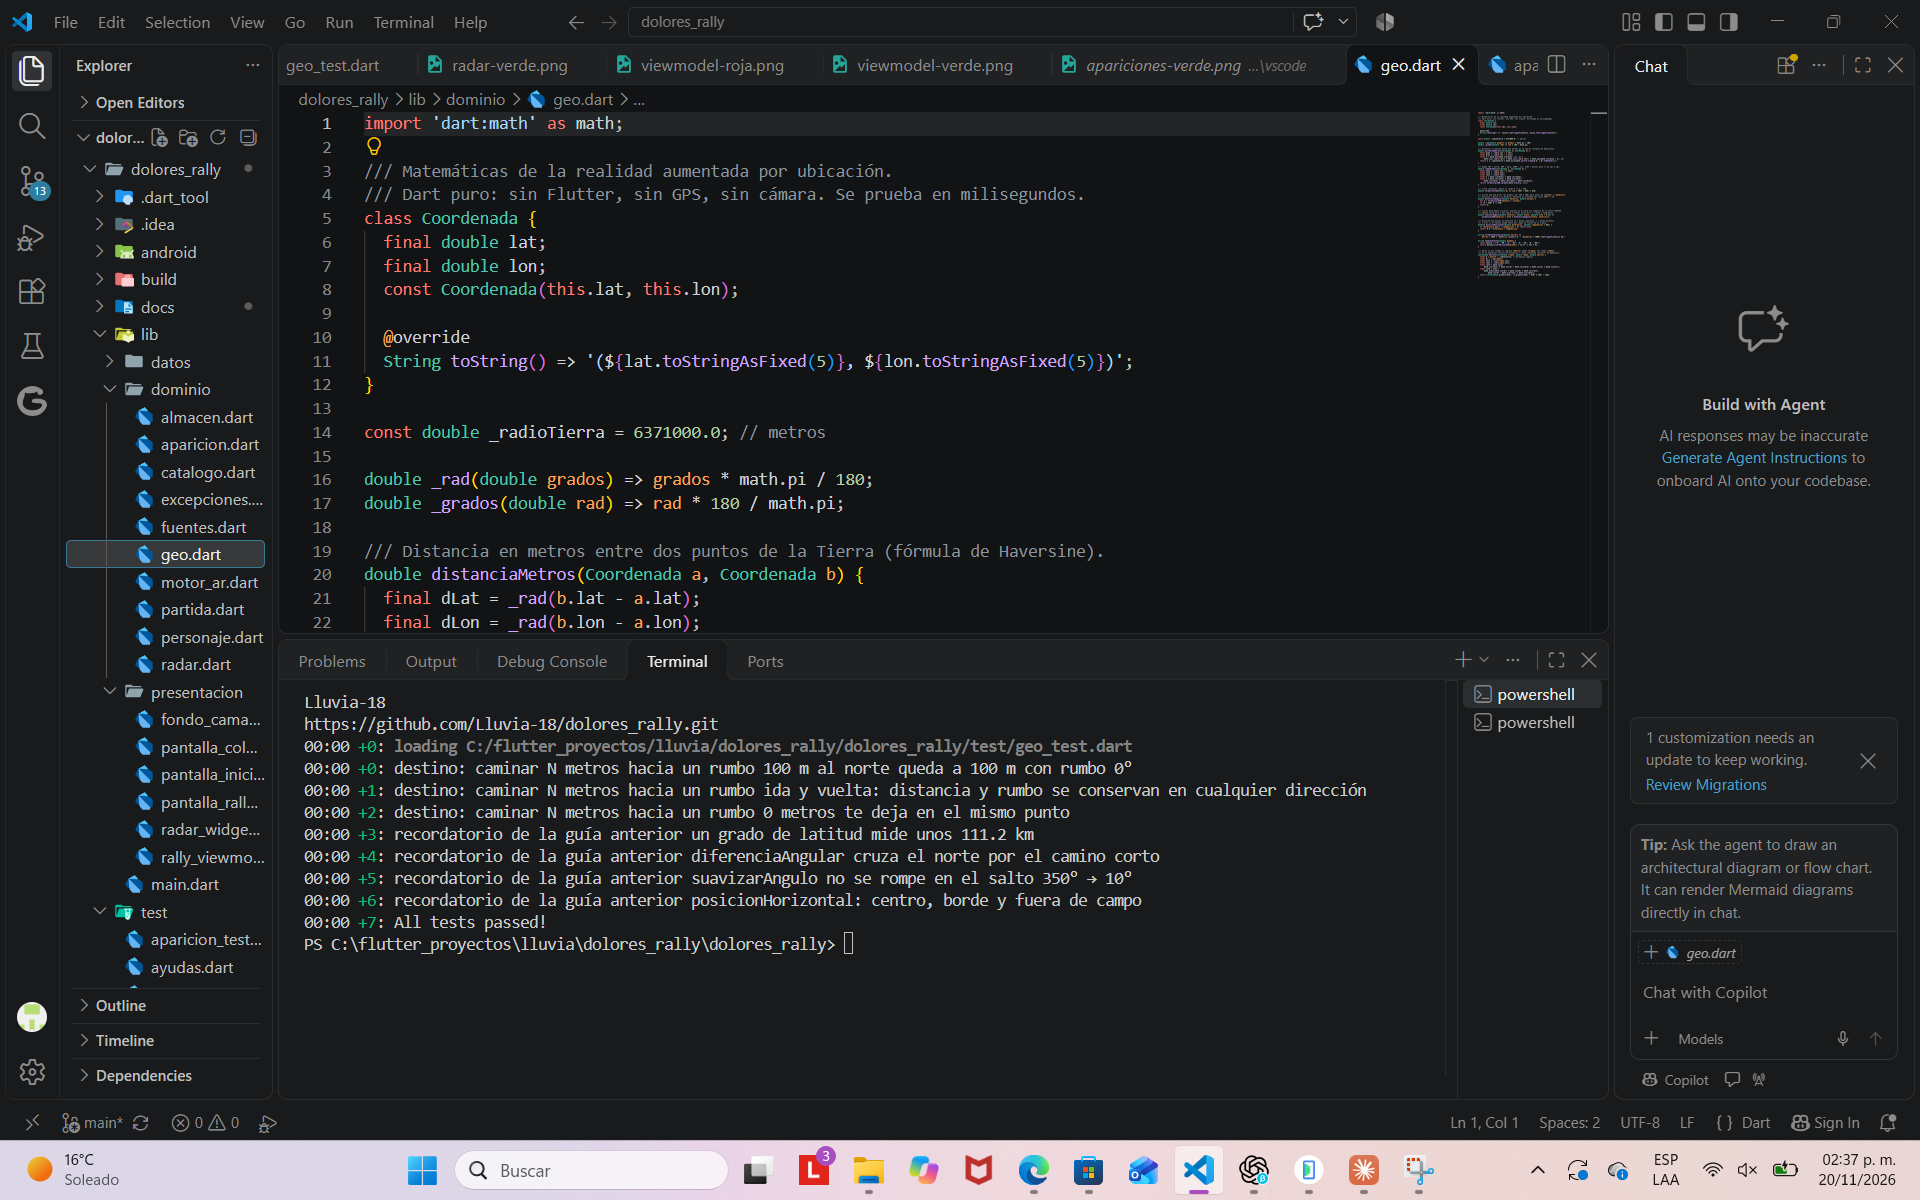 File Edit Selection View Go Run Terminal Help
dolores_rally
Explorer
Open Editors
dolor...
dolores_rally
.dart_tool
.idea
android
build
docs
lib
datos
dominio
almacen.dart
aparicion.dart
catalogo.dart
excepciones....
fuentes.dart
geo.dart
motor_ar.dart
partida.dart
personaje.dart
radar.dart
presentacion
fondo_cama...
pantalla_col...
pantalla_inici...
pantalla_rall...
radar_widge...
rally_viewmo...
main.dart
test
aparicion_test...
ayudas.dart
Outline
Timeline
Dependencies
13
geo_test.dart radar-verde.png viewmodel-roja.png viewmodel-verde.png apariciones-verde.png ...\vscode geo.dart apa
dolores_rally > lib > dominio > geo.dart > ...
1 import 'dart:math' as math;
2
3 /// Matemáticas de la realidad aumentada por ubicación.
4 /// Dart puro: sin Flutter, sin GPS, sin cámara. Se prueba en milisegundos.
5 class Coordenada {
6 final double lat;
7 final double lon;
8 const Coordenada(this.lat, this.lon);
9
10 @override
11 String toString() => '(${lat.toStringAsFixed(5)}, ${lon.toStringAsFixed(5)})';
12 }
13
14 const double _radioTierra = 6371000.0; // metros
15
16 double _rad(double grados) => grados * math.pi / 180;
17 double _grados(double rad) => rad * 180 / math.pi;
18
19 /// Distancia en metros entre dos puntos de la Tierra (fórmula de Haversine).
20 double distanciaMetros(Coordenada a, Coordenada b) {
21 final dLat = _rad(b.lat - a.lat);
22 final dLon = _rad(b.lon - a.lon);
Problems Output Debug Console Terminal Ports
Lluvia-18
https://github.com/Lluvia-18/dolores_rally.git
00:00 +0: loading C:/flutter_proyectos/lluvia/dolores_rally/dolores_rally/test/geo_test.dart
00:00 +0: destino: caminar N metros hacia un rumbo 100 m al norte queda a 100 m con rumbo 0°
00:00 +1: destino: caminar N metros hacia un rumbo ida y vuelta: distancia y rumbo se conservan en cualquier dirección
00:00 +2: destino: caminar N metros hacia un rumbo 0 metros te deja en el mismo punto
00:00 +3: recordatorio de la guía anterior un grado de latitud mide unos 111.2 km
00:00 +4: recordatorio de la guía anterior diferenciaAngular cruza el norte por el camino corto
00:00 +5: recordatorio de la guía anterior suavizarAngulo no se rompe en el salto 350° → 10°
00:00 +6: recordatorio de la guía anterior posicionHorizontal: centro, borde y fuera de campo
00:00 +7: All tests passed!
PS C:\flutter_proyectos\lluvia\dolores_rally\dolores_rally>
powershell
powershell
Chat
Build with Agent
AI responses may be inaccurate
Generate Agent Instructions to
onboard AI onto your codebase.
1 customization needs an
update to keep working.
Review Migrations
Tip: Ask the agent to draw an
architectural diagram or flow chart.
It can render Mermaid diagrams
directly in chat.
geo.dart
Chat with Copilot
Models
Copilot
main* 0 0 Ln 1, Col 1 Spaces: 2 UTF-8 LF { } Dart Sign In
16°C
Soleado
Buscar
3
ESP
LAA
02:37 p. m.
20/11/2026